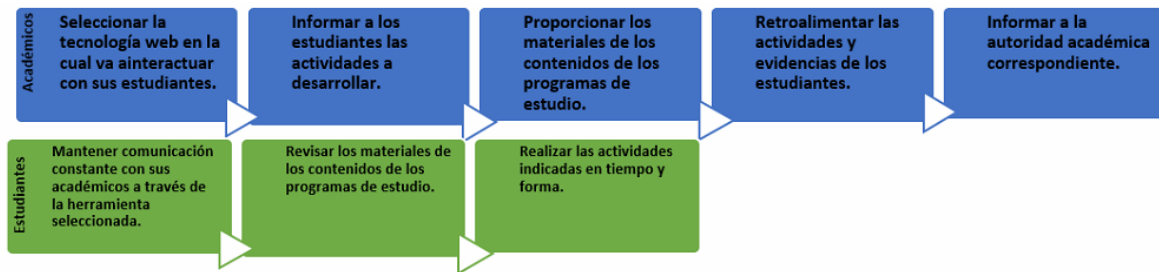 Académicos
Seleccionar la
tecnología web en la
cual va ainteractuar
con sus estudiantes.
Informar a los
estudiantes las
actividades a
desarrollar.
Proporcionar los
materiales de los
contenidos de los
programas de
estudio.
Retroalimentar las
actividades y
evidencias de los
estudiantes.
Informar a la
autoridad académica
correspondiente.
Estudiantes
Mantener comunicación
constante con sus
académicos a través de
la herramienta
seleccionada.
Revisar los materiales de
los contenidos de los
programas de estudio.
Realizar las actividades
indicadas en tiempo y
forma.